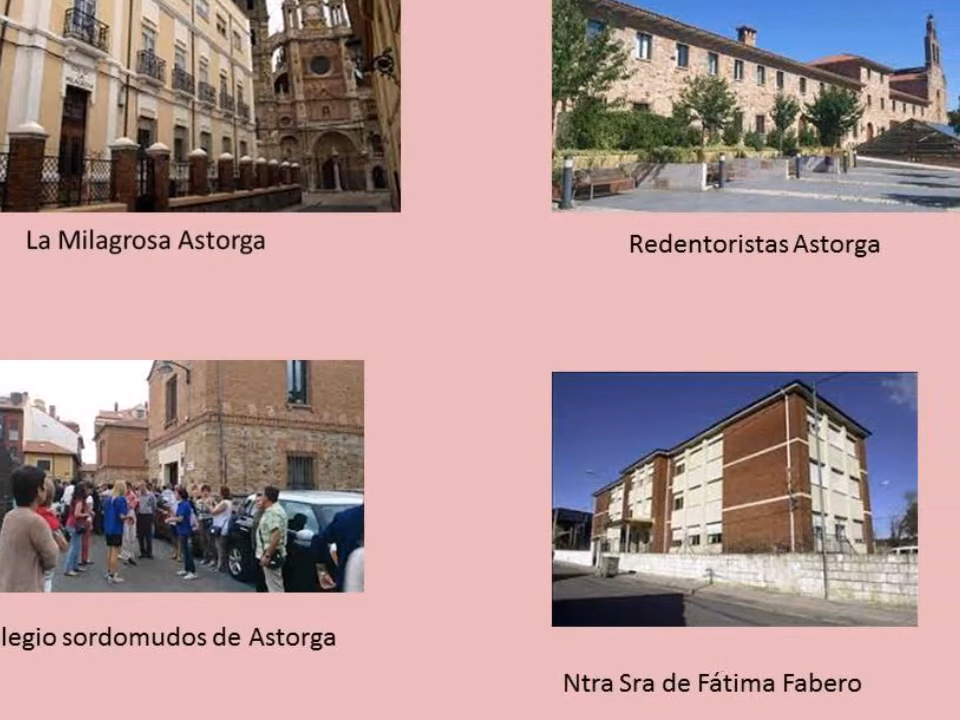 La Milagrosa Astorga
Redentoristas Astorga
legio sordomudos de Astorga
Ntra Sra de Fátima Fabero